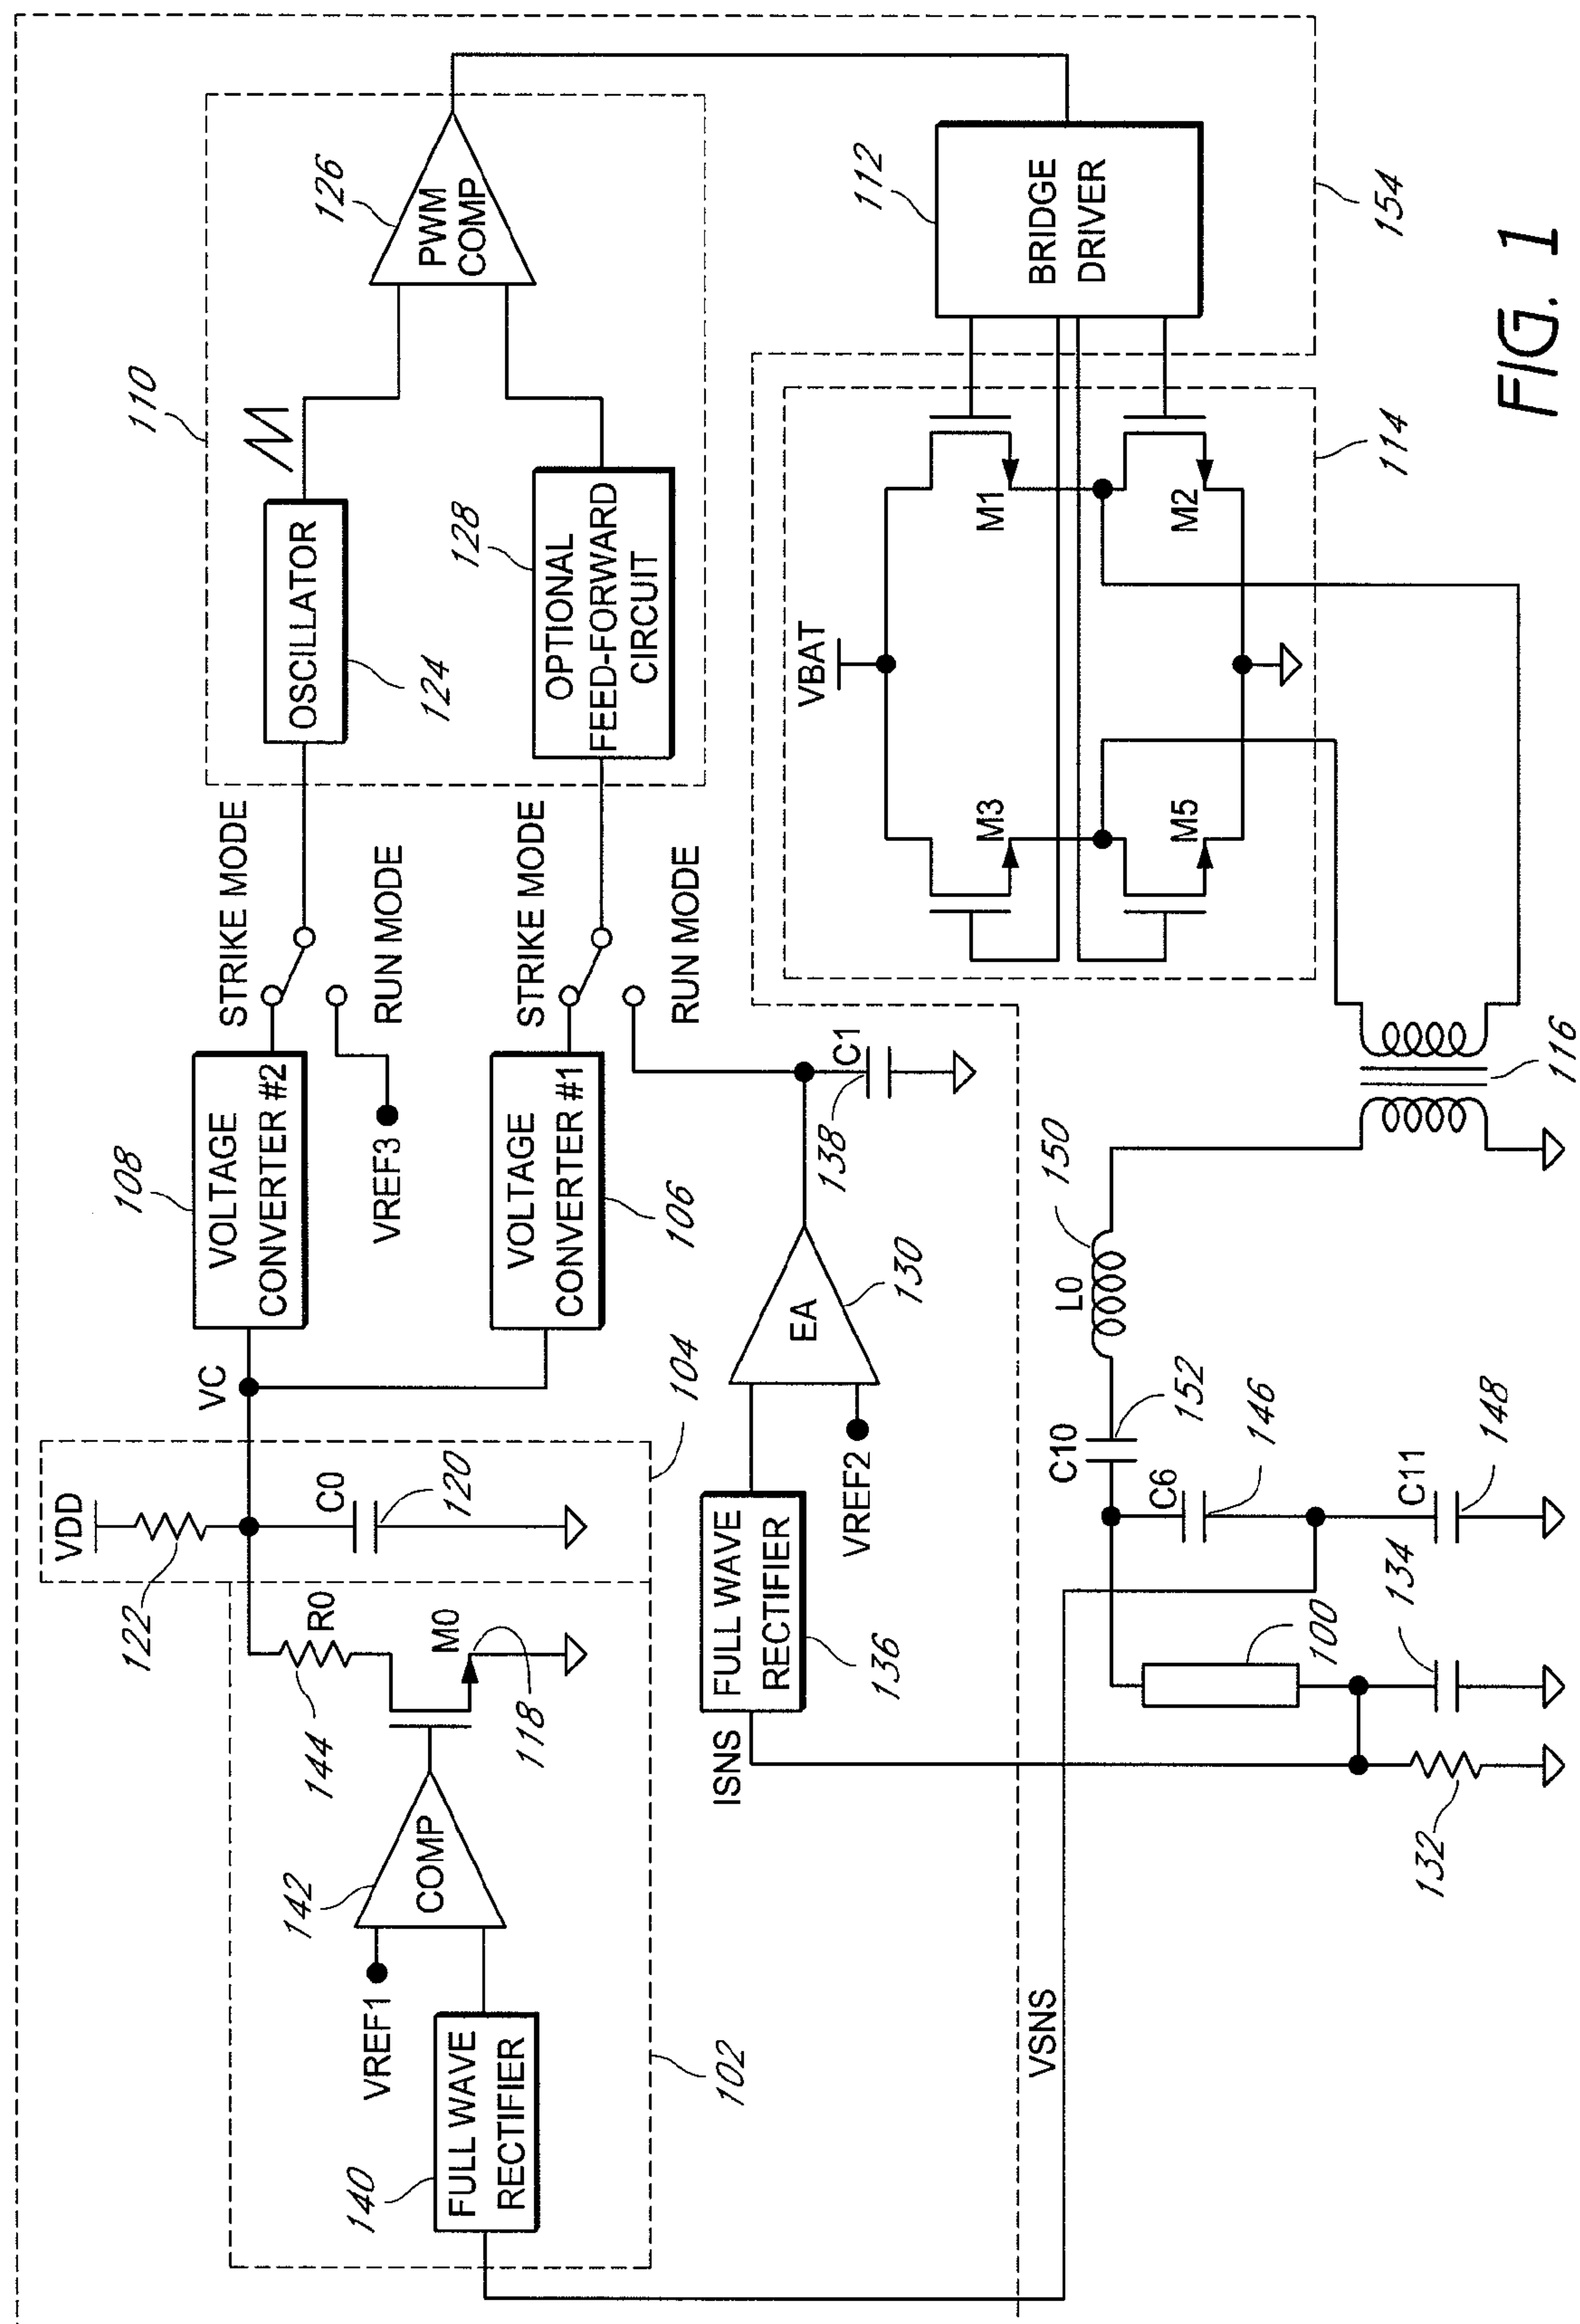 110
126
PWM
COMP
OSCILLATOR
124
128
OPTIONAL
FEED-FORWARD
CIRCUIT
STRIKE MODE
RUN MODE
STRIKE MODE
RUN MODE
108
VOLTAGE
CONVERTER #2
VREF3
VOLTAGE
CONVERTER #1
106
VC
104
VDD
122
C0
120
R0
144
M0
118
142
COMP
VREF1
140
FULL WAVE
RECTIFIER
102
112
BRIDGE
DRIVER
154
VBAT
M1
M2
M3
M5
114
C1
138
EA
130
VREF2
FULL WAVE
RECTIFIER
136
ISNS
VSNS
116
150
L0
C10
152
C6
146
C11
148
134
100
132
FIG. 1